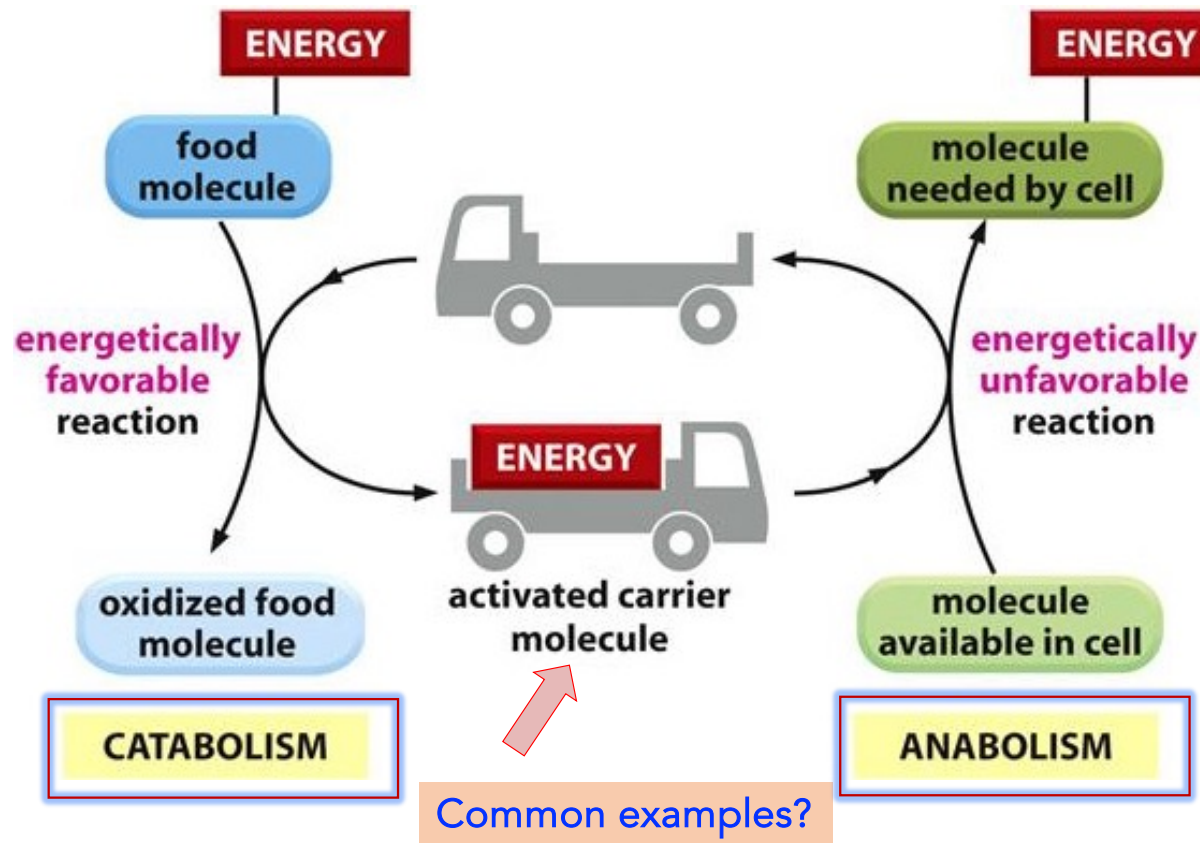 ENERGY
food
molecule
energetically
favorable
reaction
oxidized food
molecule
CATABOLISM
ENERGY
activated carrier
molecule
Common examples?
ENERGY
molecule
needed by cell
energetically
unfavorable
reaction
molecule
available in cell
ANABOLISM